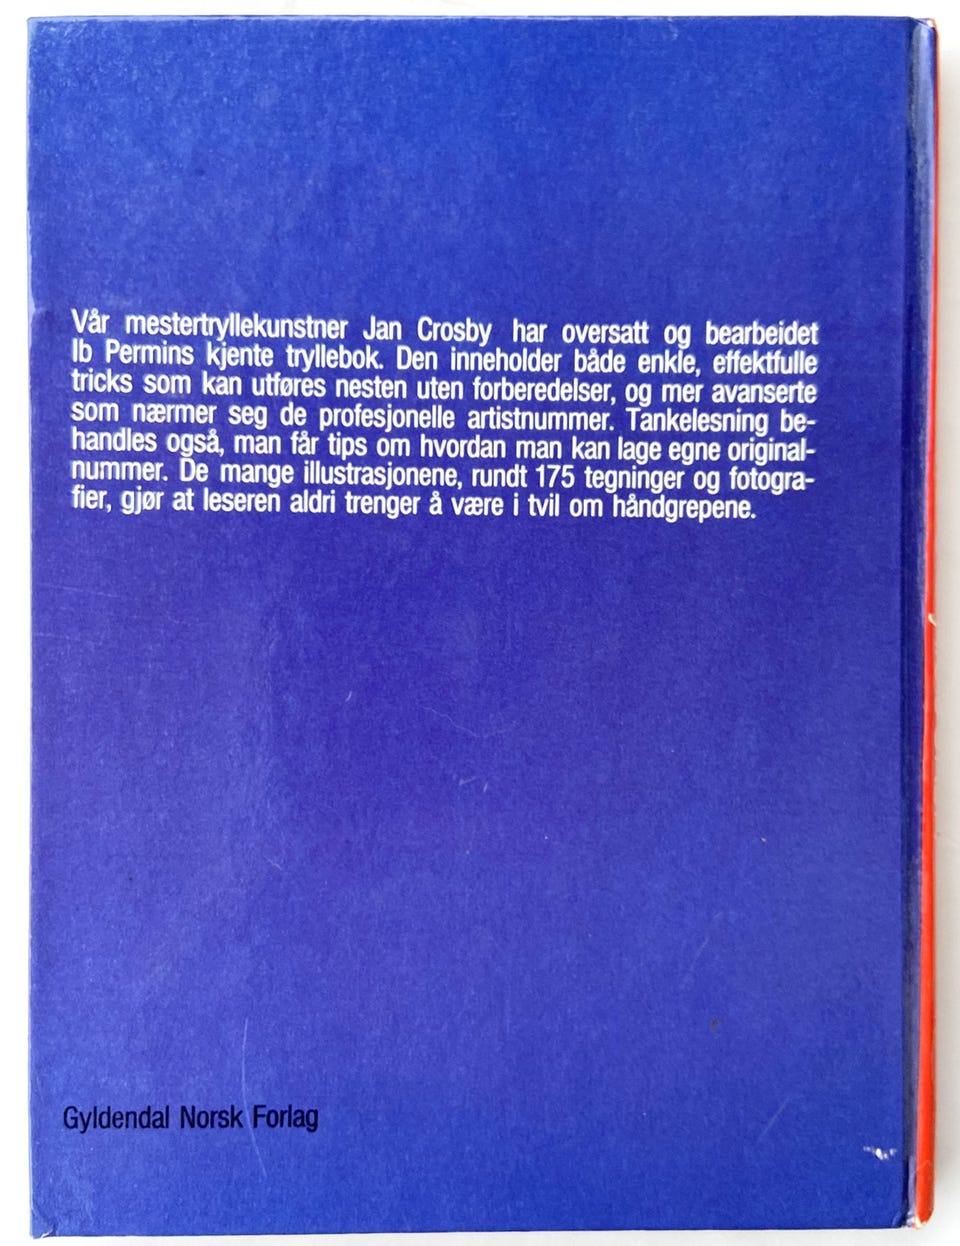 Vår mestertryllekunstner Jan Crosby har oversatt og bearbeidet
Ib Permins kjente tryllebok. Den inneholder både enkle, effektfulle
tricks som kan utføres nesten uten forberedelser, og mer avanserte
som nærmer seg de profesjonelle artistnummer. Tankelesning be-
handles også, man får tips om hvordan man kan lage egne original-
nummer. De mange illustrasjonene, rundt 175 tegninger og fotogra-
fier, gjør at leseren aldri trenger å være i tvil om håndgrepene.
Gyldendal Norsk Forlag